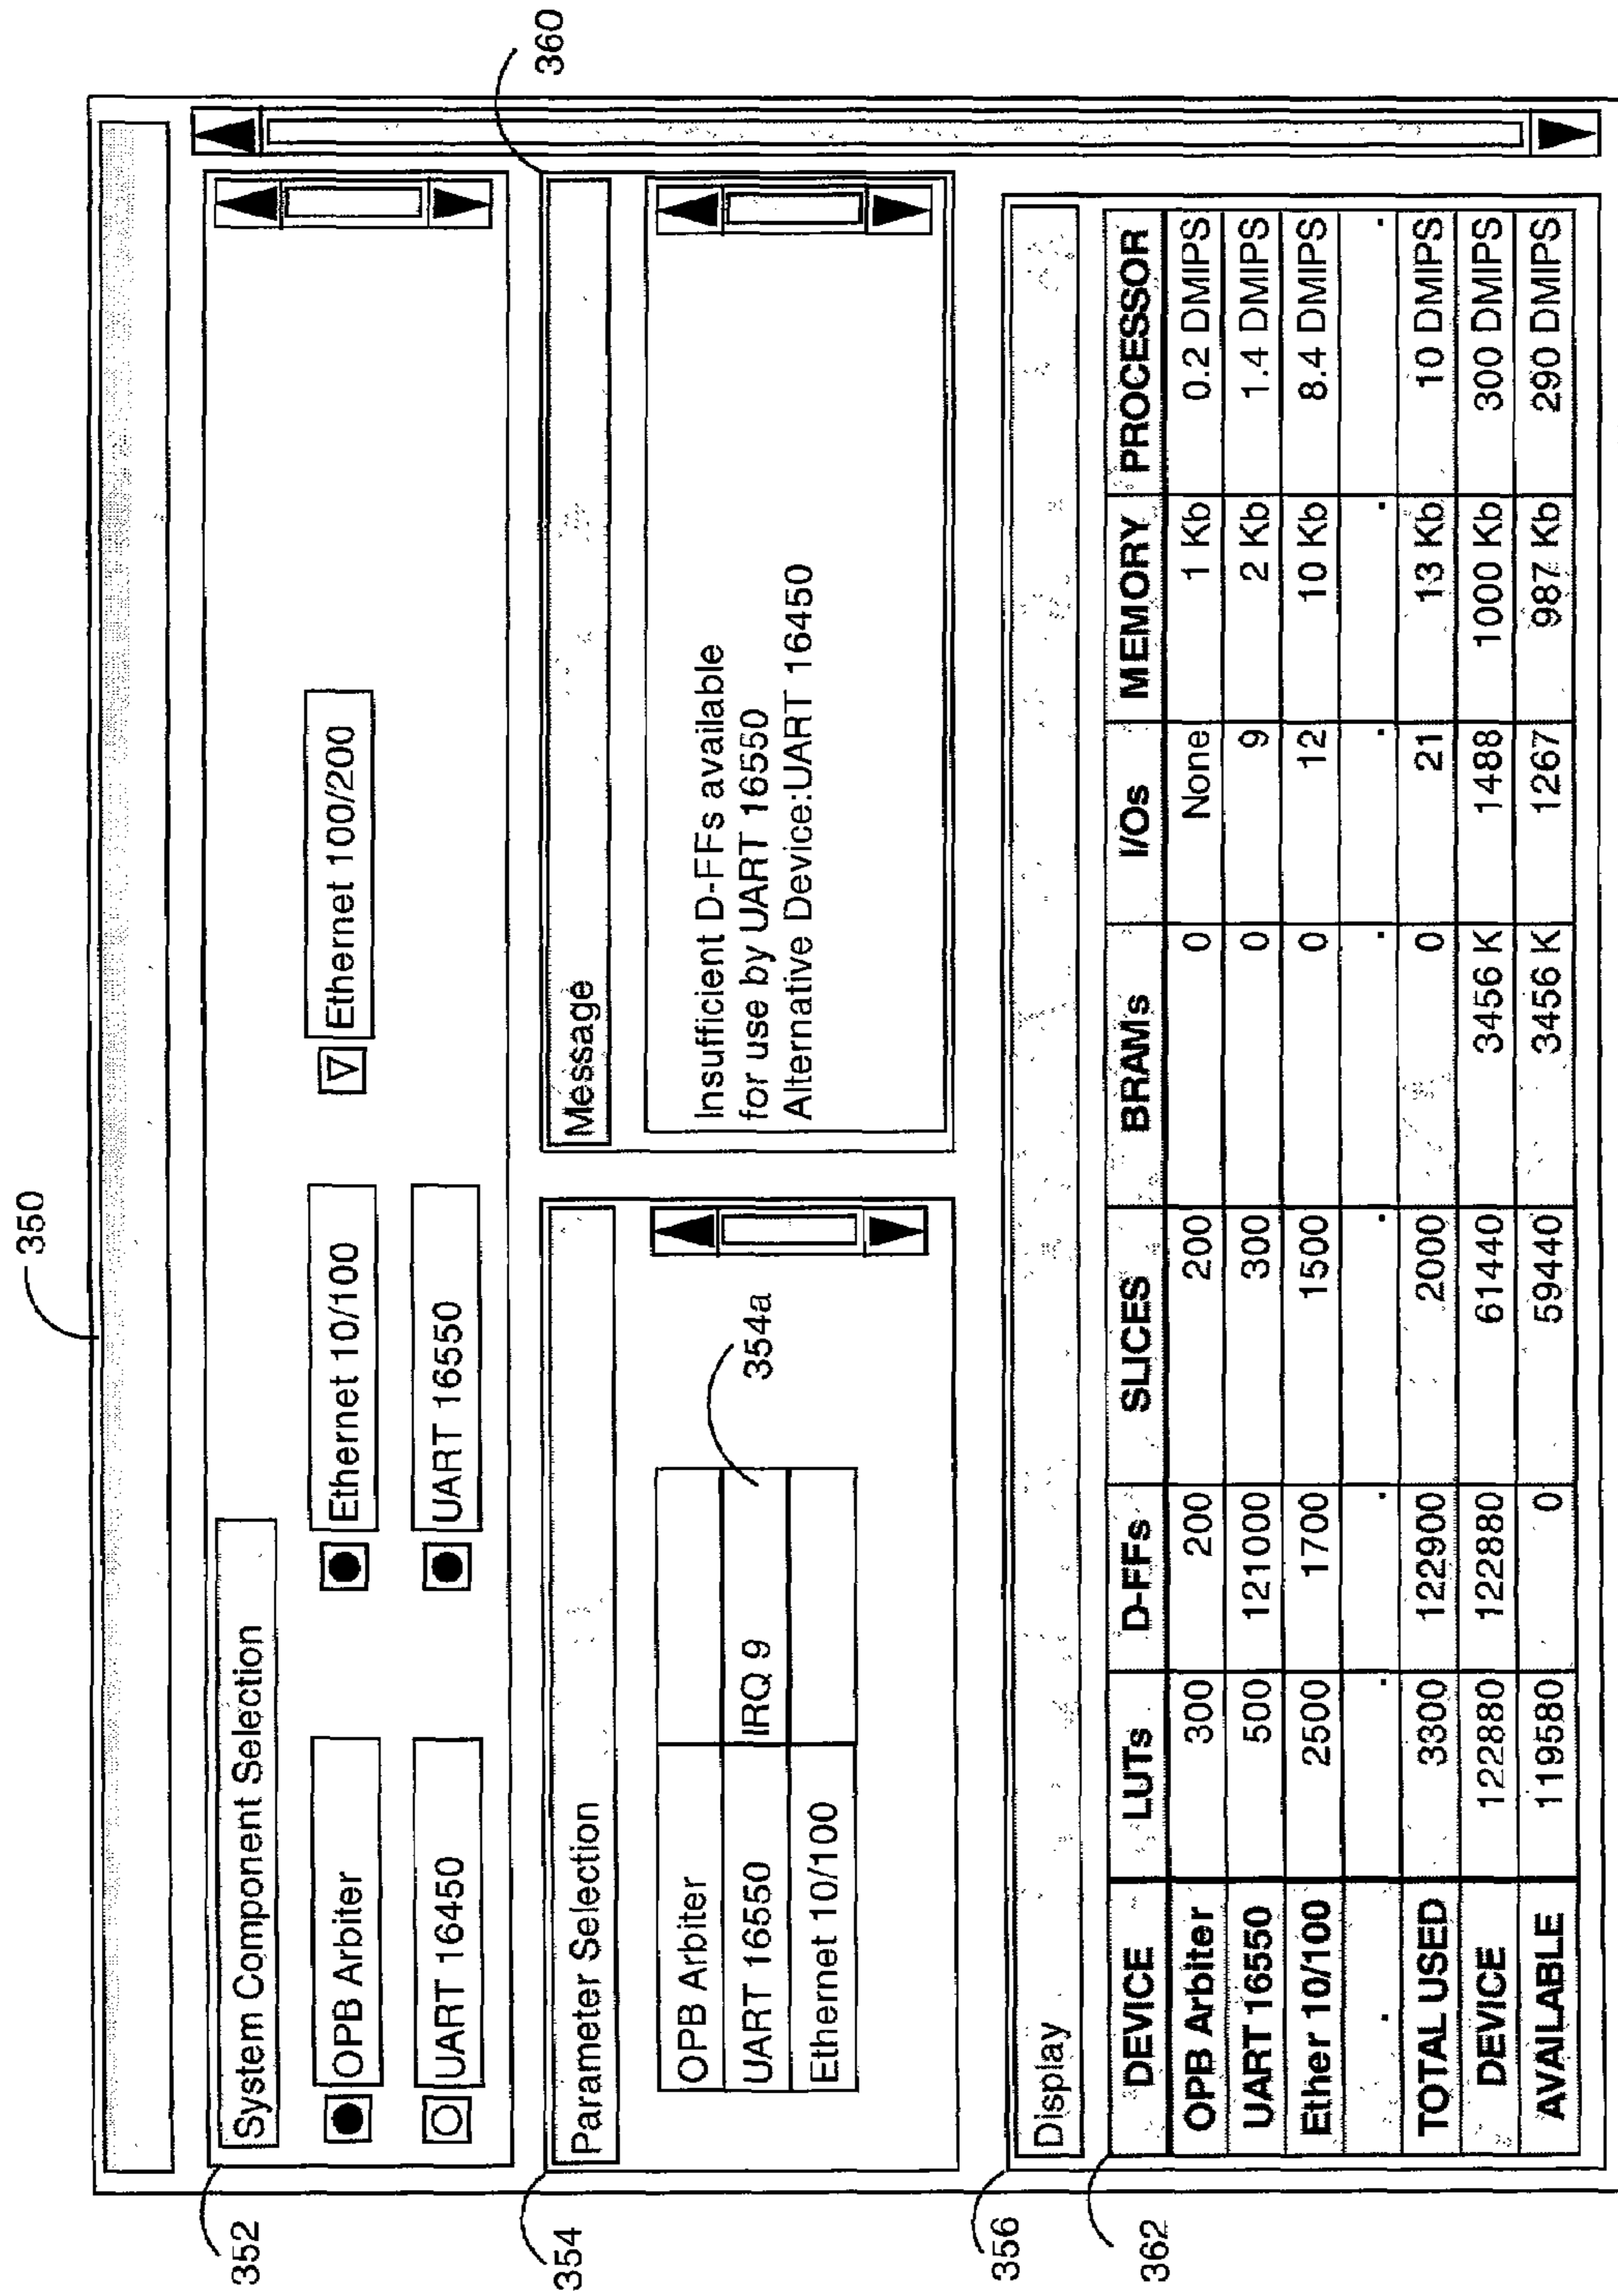 350
352
System Component Selection
OPB Arbiter
Ethernet 10/100
Ethernet 100/200
UART 16450
UART 16550
354
Parameter Selection
OPB Arbiter
UART 16550 IRQ 9
Ethernet 10/100
354a
360
Message
Insufficient D-FFs available
for use by UART 16550
Alternative Device:UART 16450
356
Display
362
DEVICE LUTs D-FFs SLICES BRAMs I/Os MEMORY PROCESSOR
OPB Arbiter 300 200 200 0 None 1 Kb 0.2 DMIPS
UART 16550 500 121000 300 0 9 2 Kb 1.4 DMIPS
Ether 10/100 2500 1700 1500 0 12 10 Kb 8.4 DMIPS
. . . . . . . .
TOTAL USED 3300 122900 2000 0 21 13 Kb 10 DMIPS
DEVICE 122880 122880 61440 3456 K 1488 1000 Kb 300 DMIPS
AVAILABLE 119580 0 59440 3456 K 1267 987 Kb 290 DMIPS